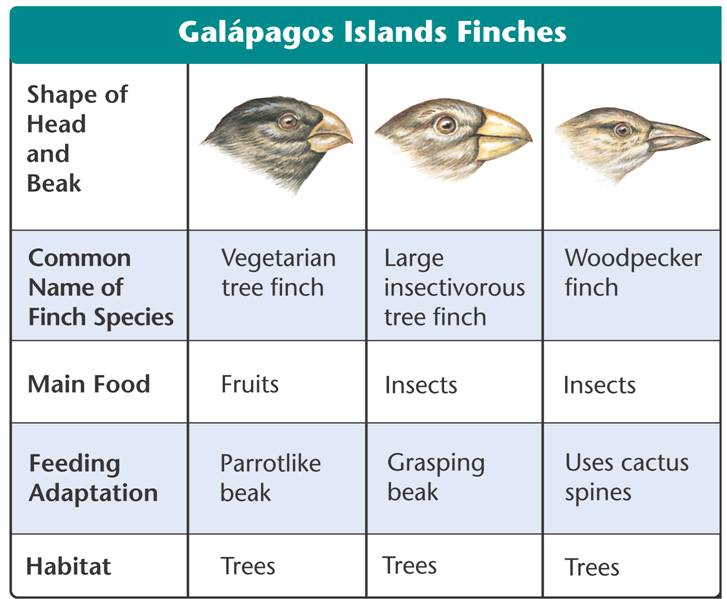 Galápagos Islands Finches
Shape of
Head
and
Beak
Common
Name of
Finch Species
Vegetarian
tree finch
Large
insectivorous
tree finch
Woodpecker
finch
Main Food
Fruits
Insects
Insects
Feeding
Adaptation
Parrotlike
beak
Grasping
beak
Uses cactus
spines
Habitat
Trees
Trees
Trees